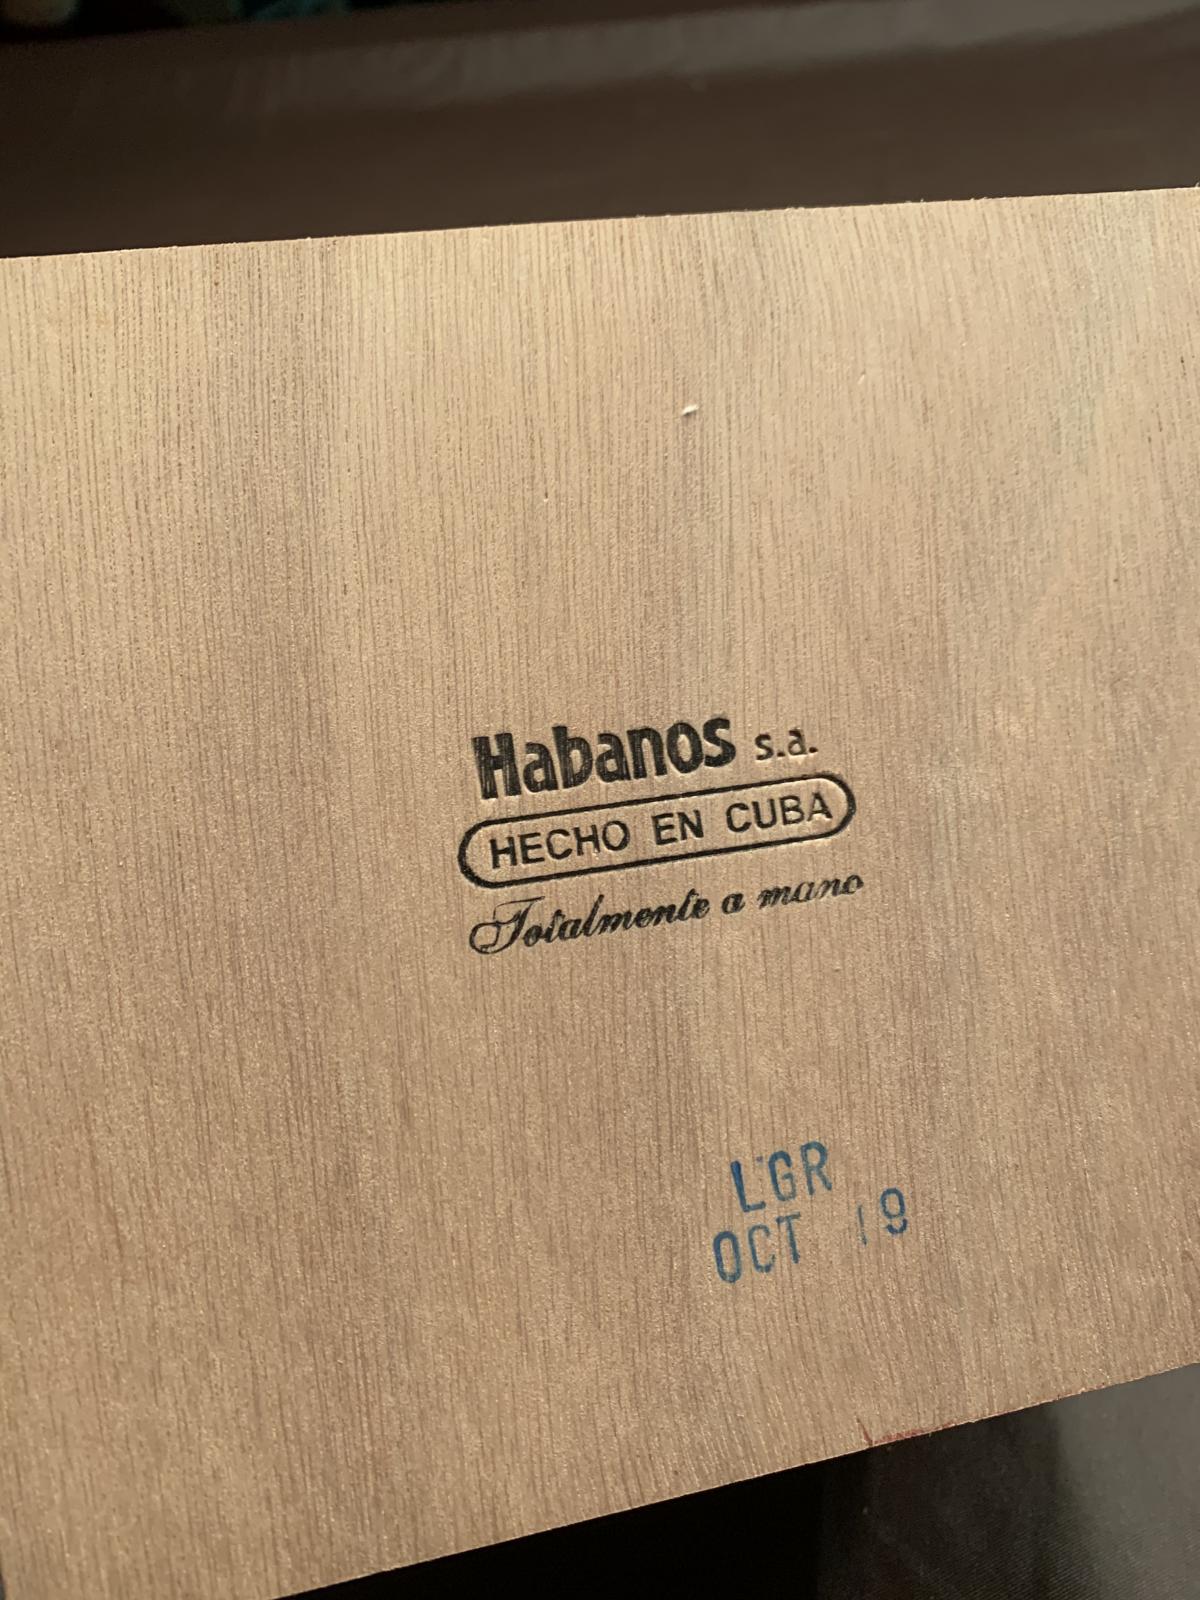 Habanos s.a.
HECHO EN CUBA
Totalmente a mano
LGR
OCT 19